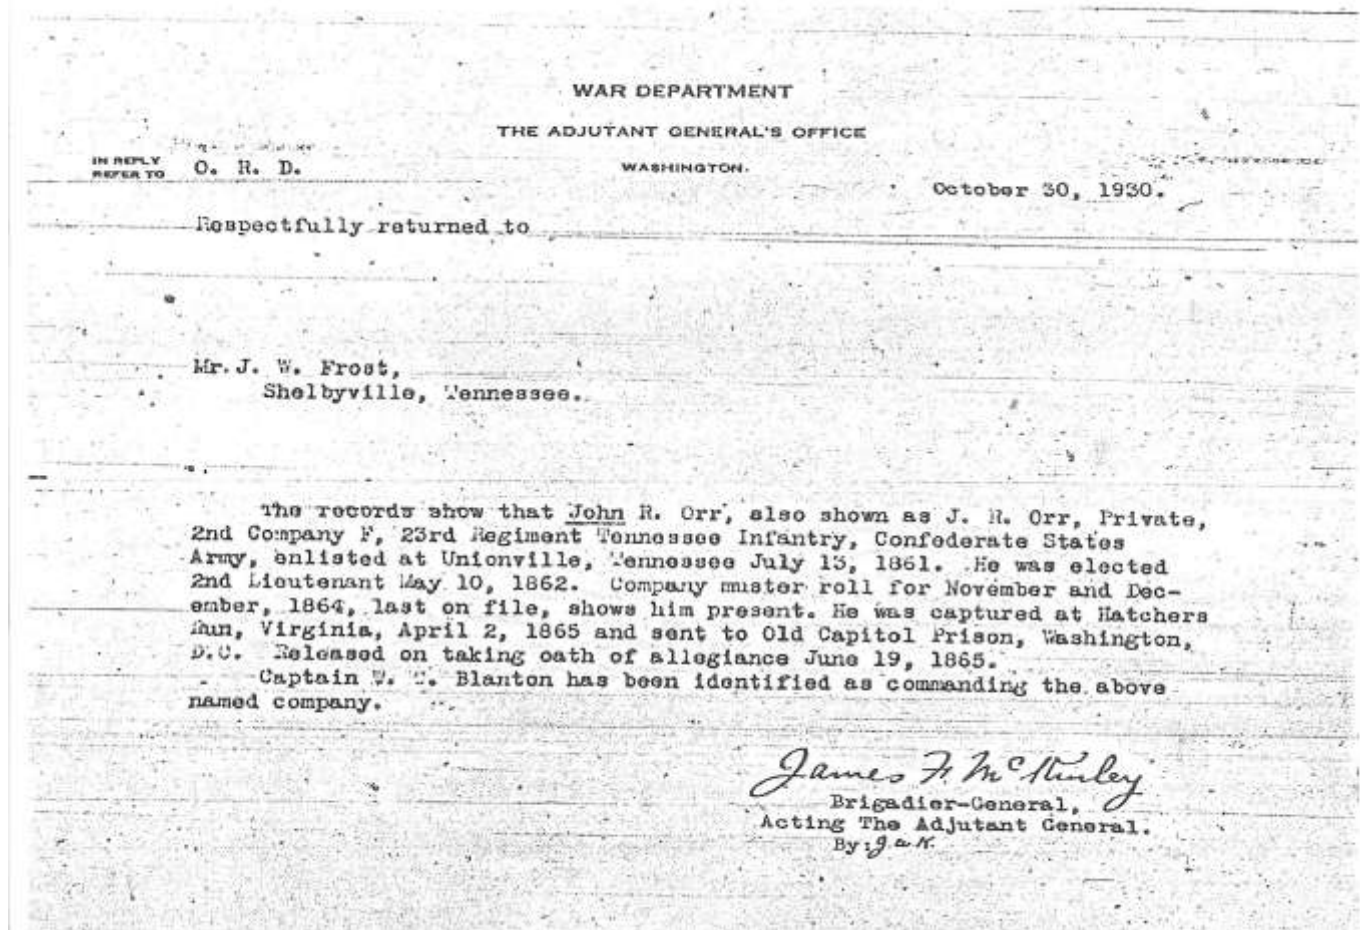 WAR DEPARTMENT
THE ADJUTANT GENERAL'S OFFICE
IN REPLY
REFER TO O. R. D.
WASHINGTON.
October 30, 1930.
Respectfully returned to
Mr. J. W. Frost,
Shelbyville, Tennessee.
The records show that John R. Orr, also shown as J. R. Orr, Private,
2nd Company F, 23rd Regiment Tennessee Infantry, Confederate States
Army, enlisted at Unionville, Tennessee July 13, 1861. He was elected
2nd Lieutenant May 10, 1862. Company muster roll for November and Dec-
ember, 1864, last on file, shows him present. He was captured at Hatchers
Run, Virginia, April 2, 1865 and sent to Old Capitol Prison, Washington,
D.C. Released on taking oath of allegiance June 19, 1865.
Captain W. Blanton has been identified as commanding the above
named company.
James F. McKinley
Brigadier-General,
Acting The Adjutant General.
By: